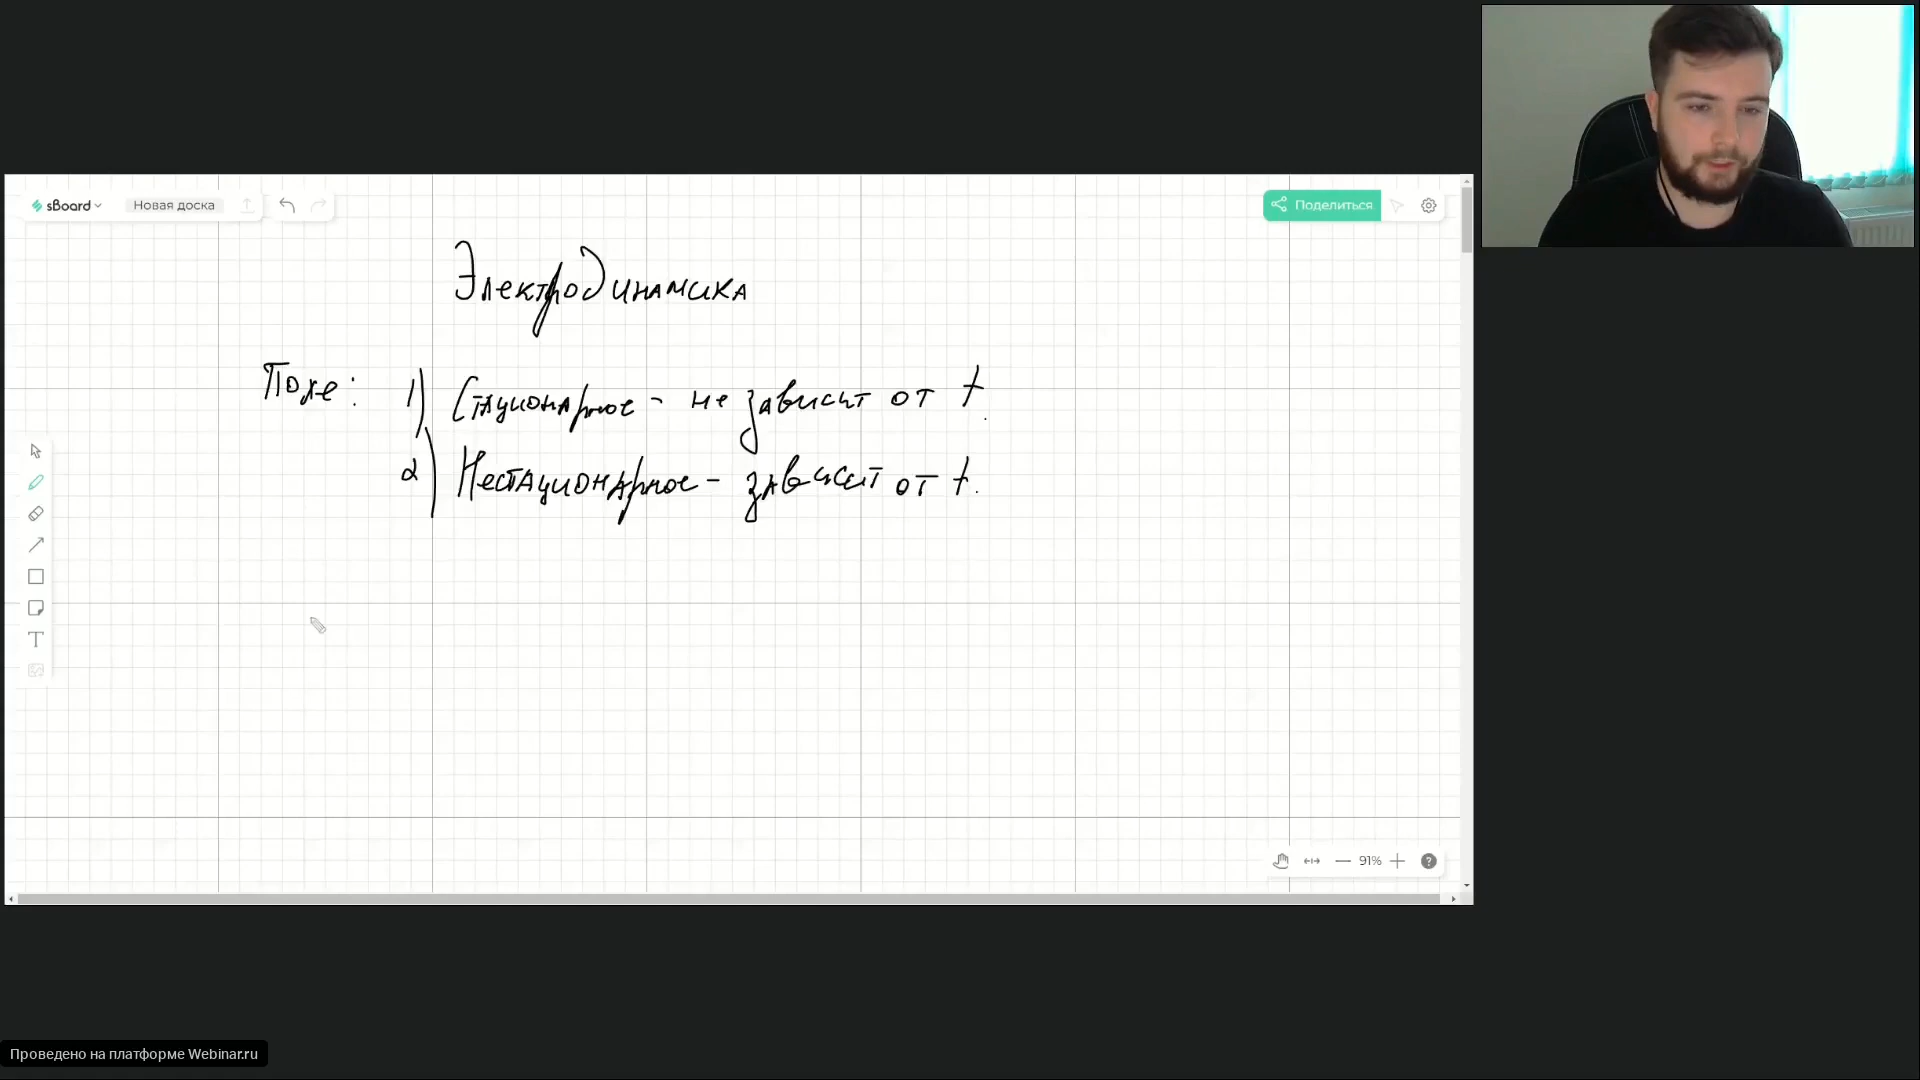 sBoard Новая доска Поделиться
Электродинамика
Поле: 1) Стационарное - не зависит от t.
2) Нестационарное - зависит от t.
T
91%
Проведено на платформе Webinar.ru